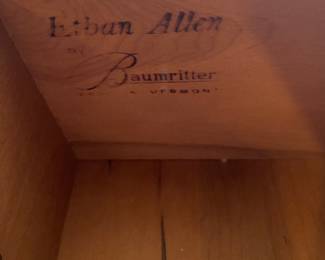 Ethan Allen
BY
Baumritter
VERMONT